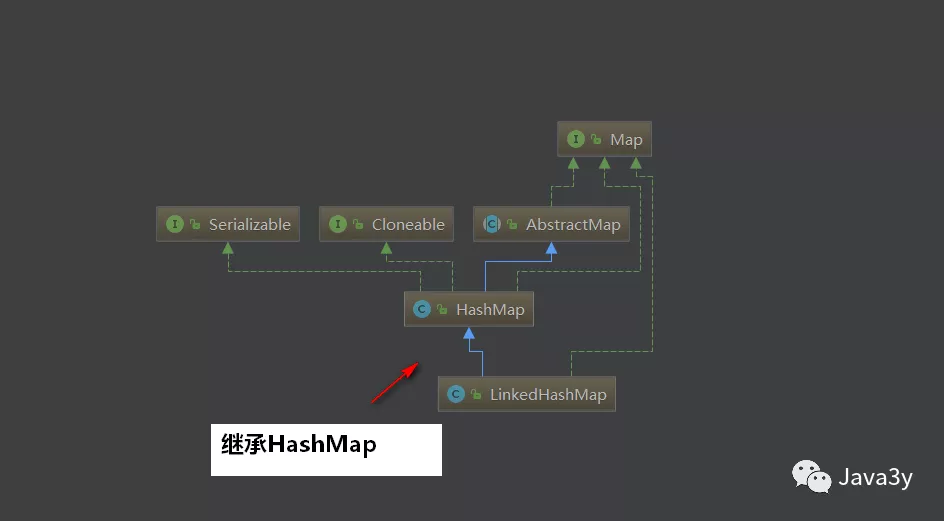 I Map
I Serializable
I Cloneable
C AbstractMap
C HashMap
C LinkedHashMap
继承HashMap
Java3y